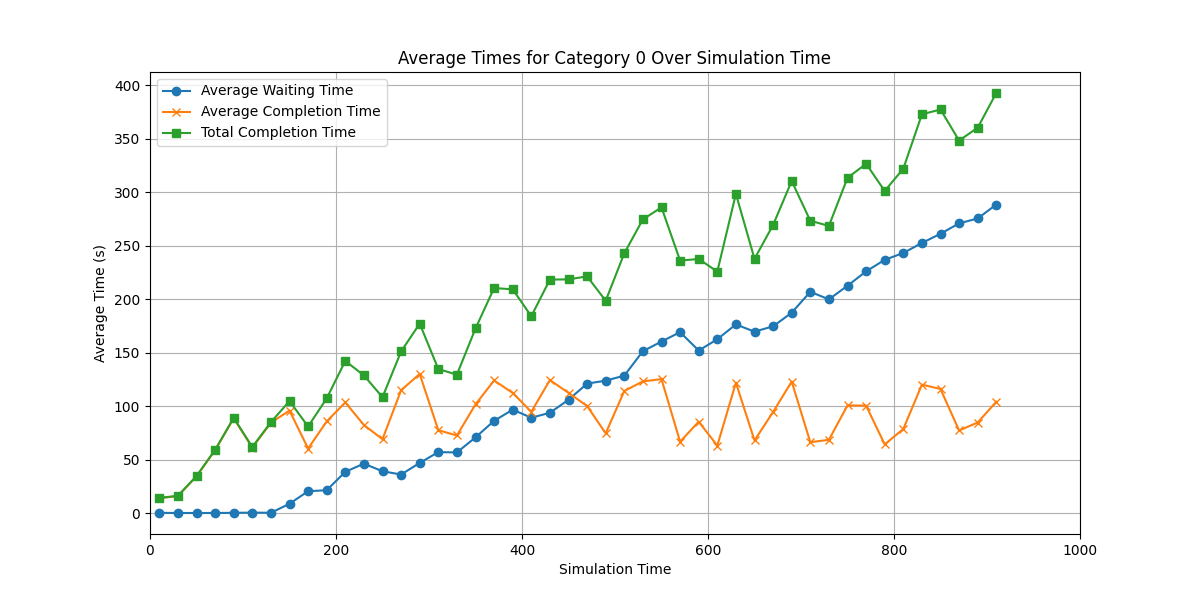 Average Times for Category 0 Over Simulation Time
Average Waiting Time
Average Completion Time
Total Completion Time
Average Time (s)
400
350
300
250
200
150
100
50
0
0 200 400 600 800 1000
Simulation Time